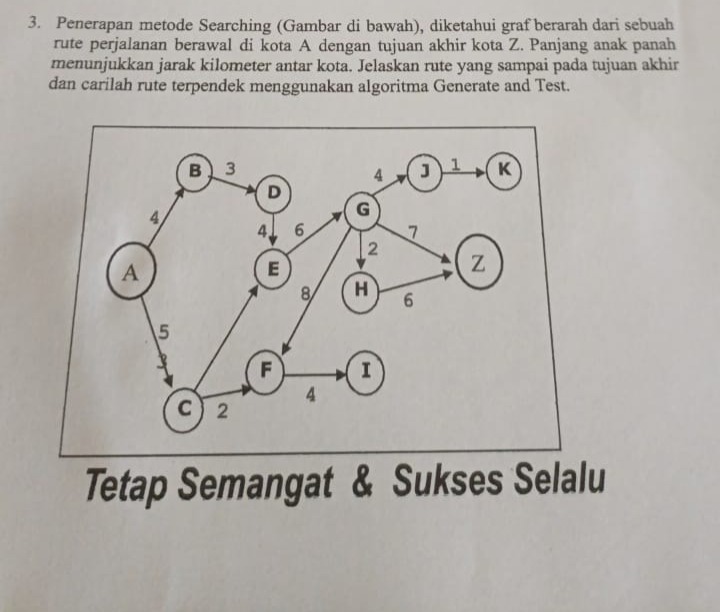 3. Penerapan metode Searching (Gambar di bawah), diketahui graf berarah dari sebuah
rute perjalanan berawal di kota A dengan tujuan akhir kota Z. Panjang anak panah
menunjukkan jarak kilometer antar kota. Jelaskan rute yang sampai pada tujuan akhir
dan carilah rute terpendek menggunakan algoritma Generate and Test.
B 3
4 J 1 K
D
G
4
4 6 7
2
A E Z
8 H
6
5
3
F I
4
C 2
Tetap Semangat & Sukses Selalu